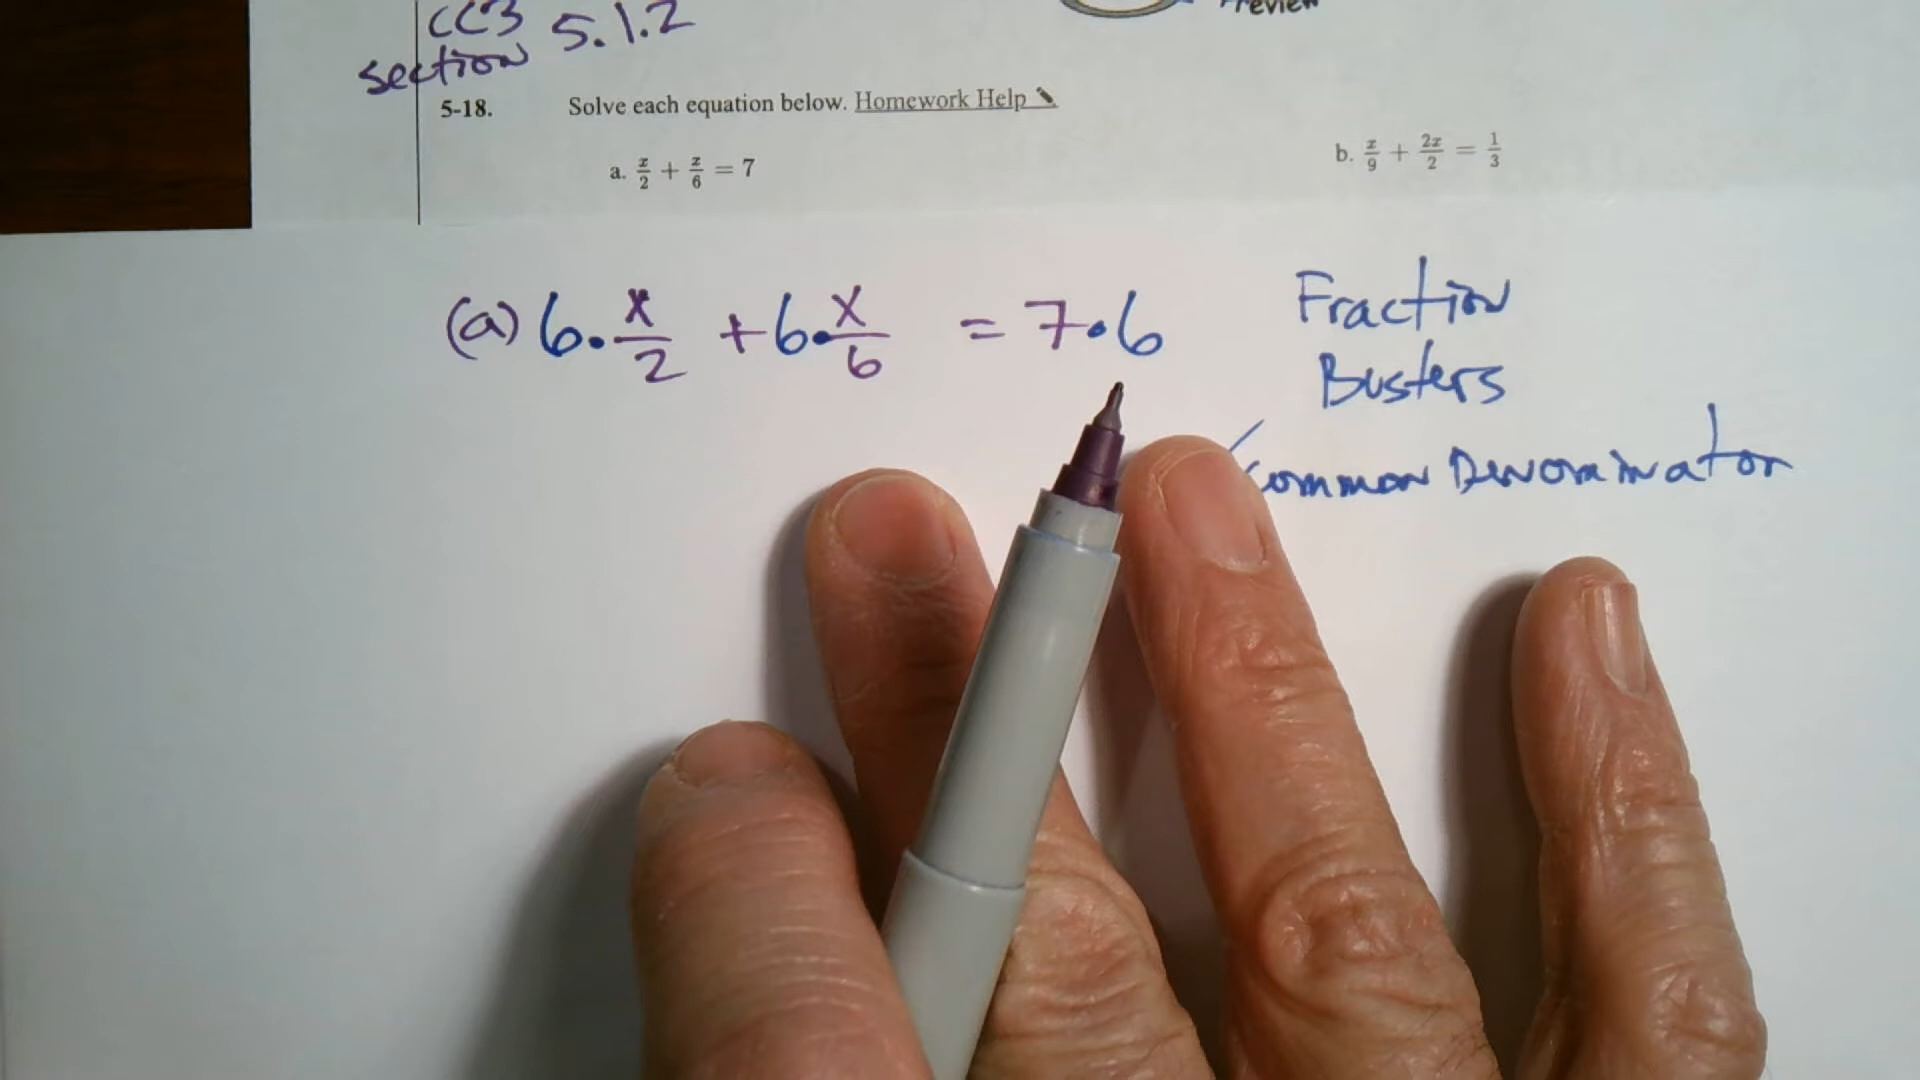 CC3
section 5.1.2
Preview
5-18. Solve each equation below. Homework Help ✎
a. x/2 + x/6 = 7
b. x/9 + 2x/2 = 1/3
(a) 6·x/2 + 6·x/6 = 7·6
Fraction
Busters
Common Denominator